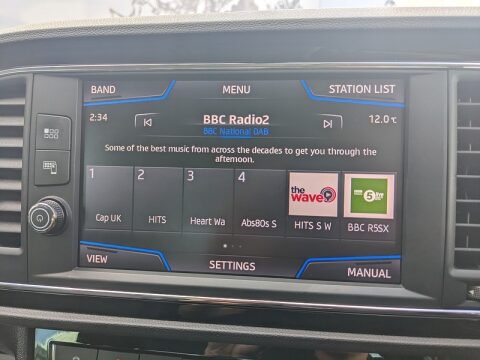 BAND MENU STATION LIST
2:34 BBC Radio2 12.0°C
BBC National DAB
Some of the best music from across the decades to get you through the
afternoon.
1 2 3 4 the wave 5 live
Cap UK HITS Heart Wa Abs80s S HITS S W BBC R5SX
VIEW SETTINGS MANUAL